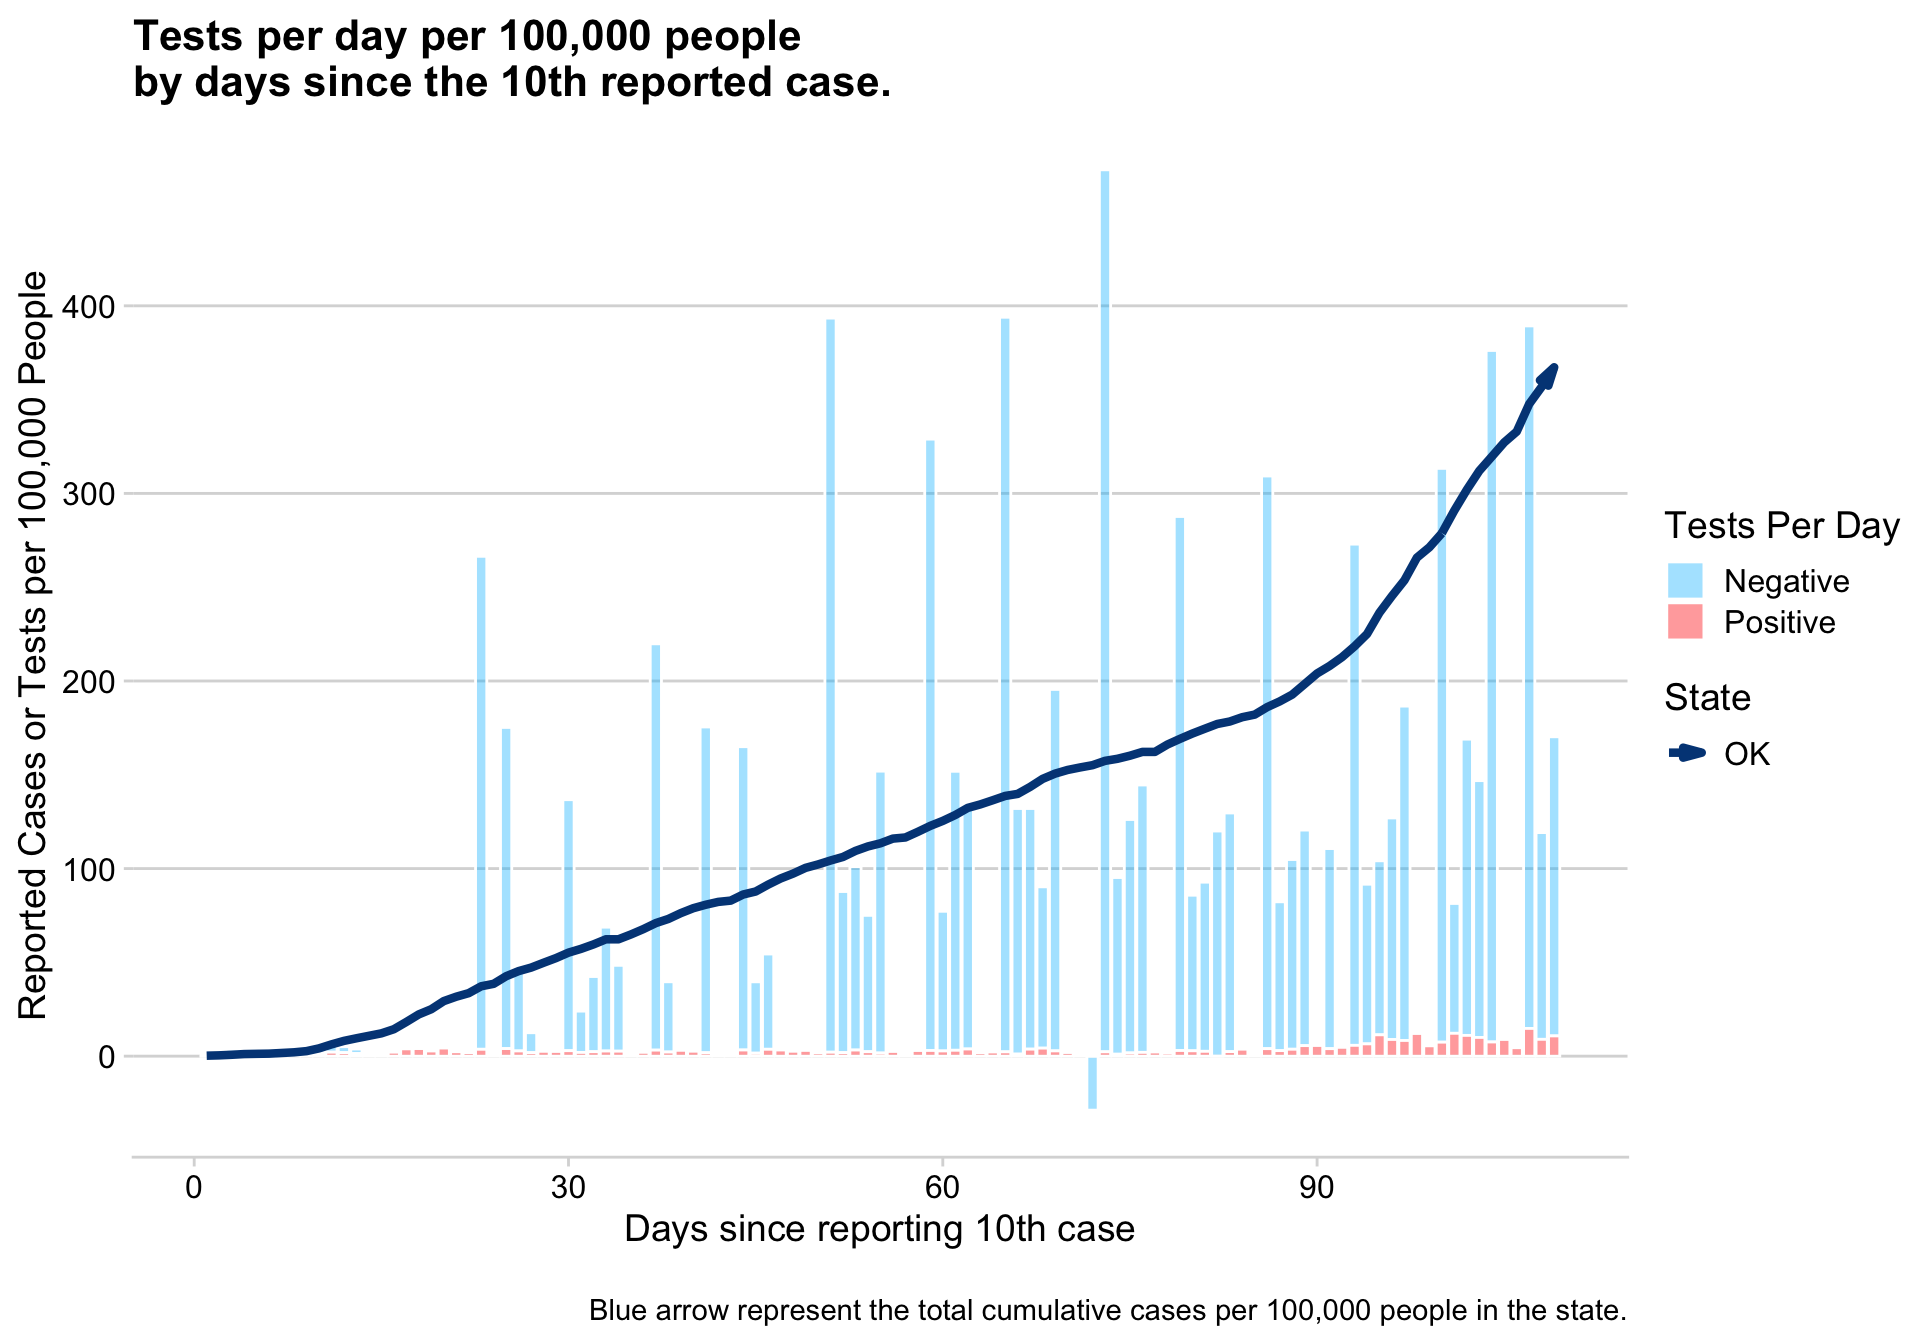 Tests per day per 100,000 people
by days since the 10th reported case.
Reported Cases or Tests per 100,000 People
400
300
200
100
0
0
30
60
90
Days since reporting 10th case
Tests Per Day
Negative
Positive
State
OK
Blue arrow represent the total cumulative cases per 100,000 people in the state.